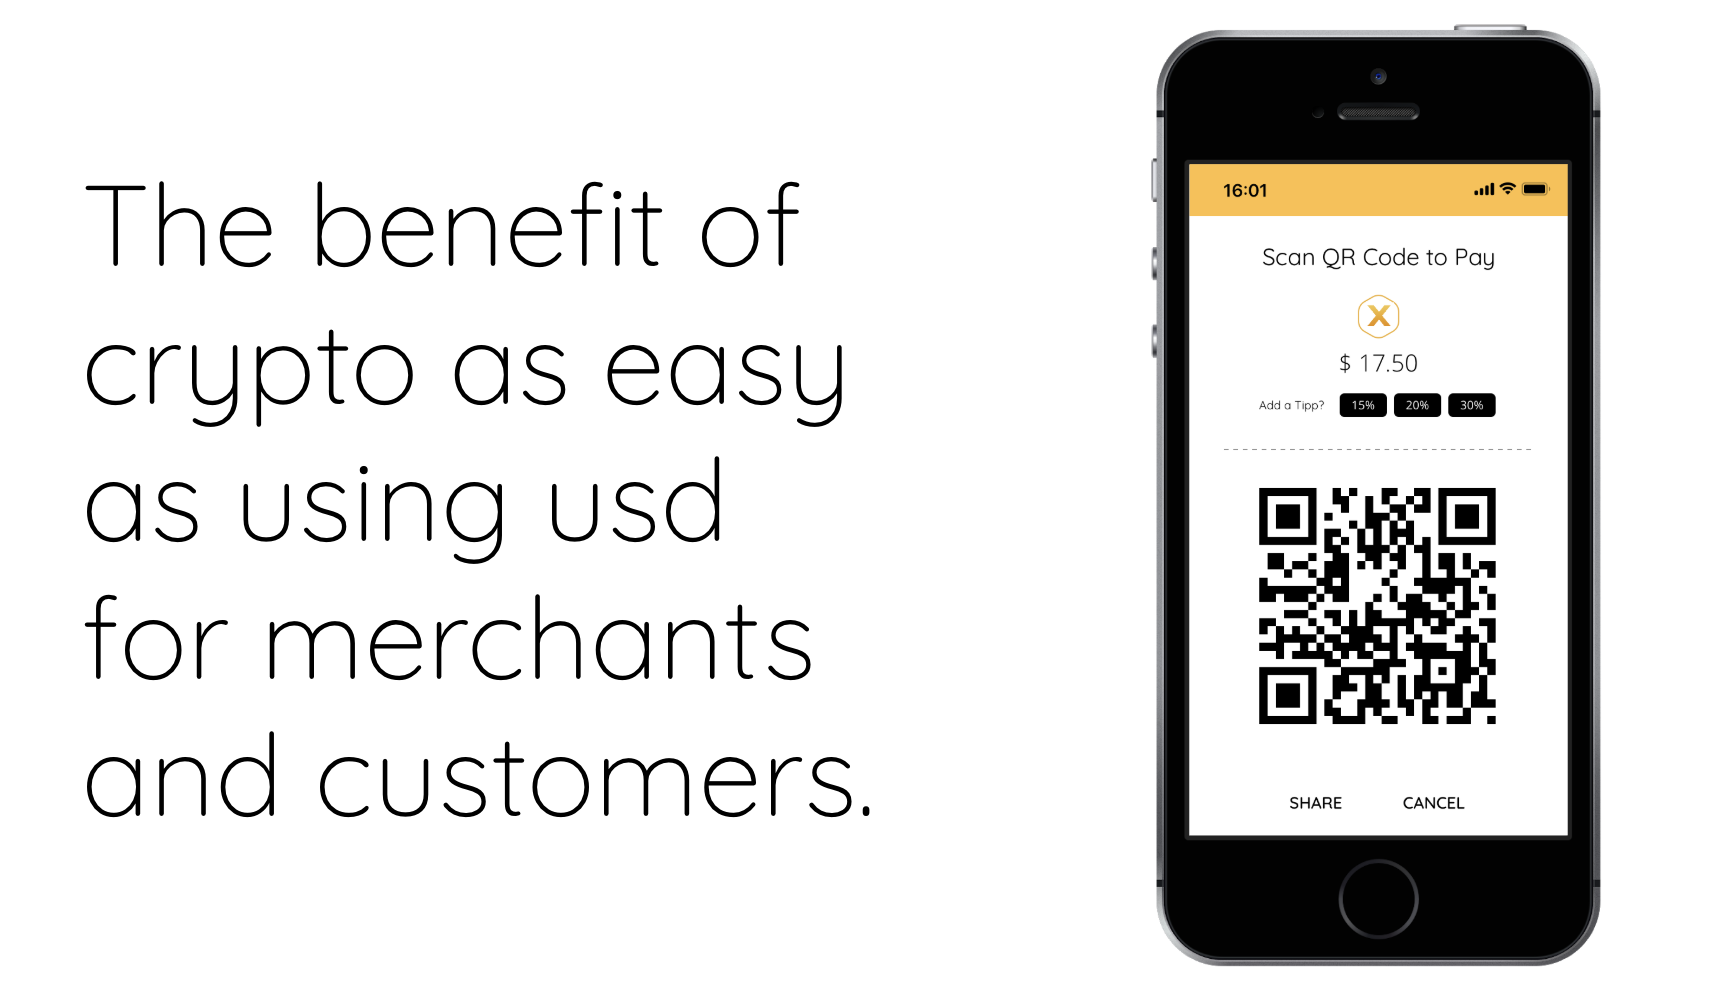 The benefit of
crypto as easy
as using usd
for merchants
and customers.
16:01
Scan QR Code to Pay
X
$ 17.50
Add a Tipp? 15% 20% 30%
SHARE CANCEL